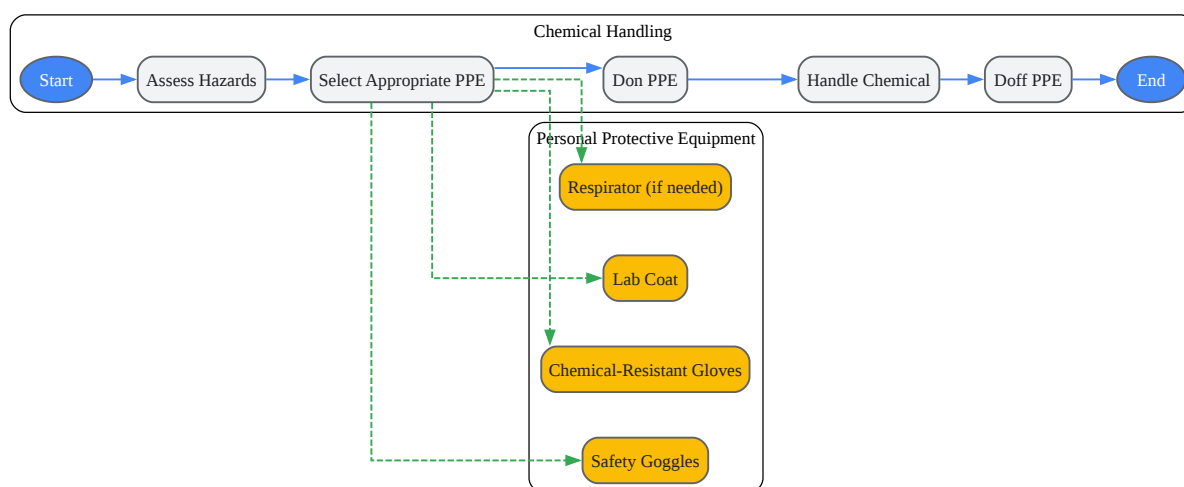 Chemical Handling
Start
Assess Hazards
Select Appropriate PPE
Don PPE
Handle Chemical
Doff PPE
End
Personal Protective Equipment
Respirator (if needed)
Lab Coat
Chemical-Resistant Gloves
Safety Goggles